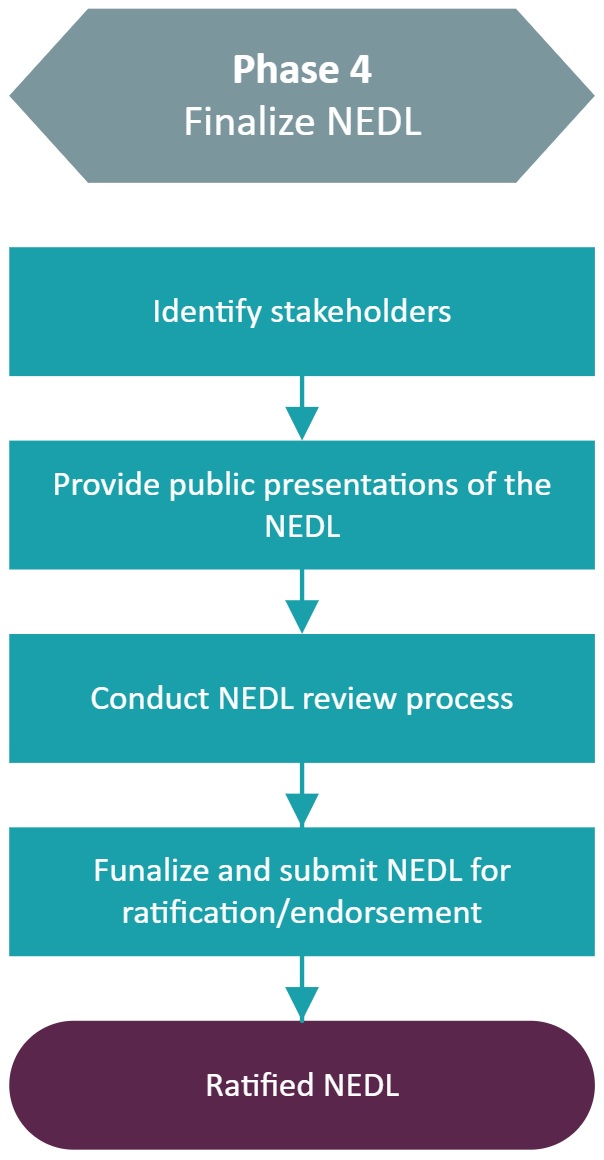 Phase 4
Finalize NEDL
Identify stakeholders
Provide public presentations of the
NEDL
Conduct NEDL review process
Funalize and submit NEDL for
ratification/endorsement
Ratified NEDL